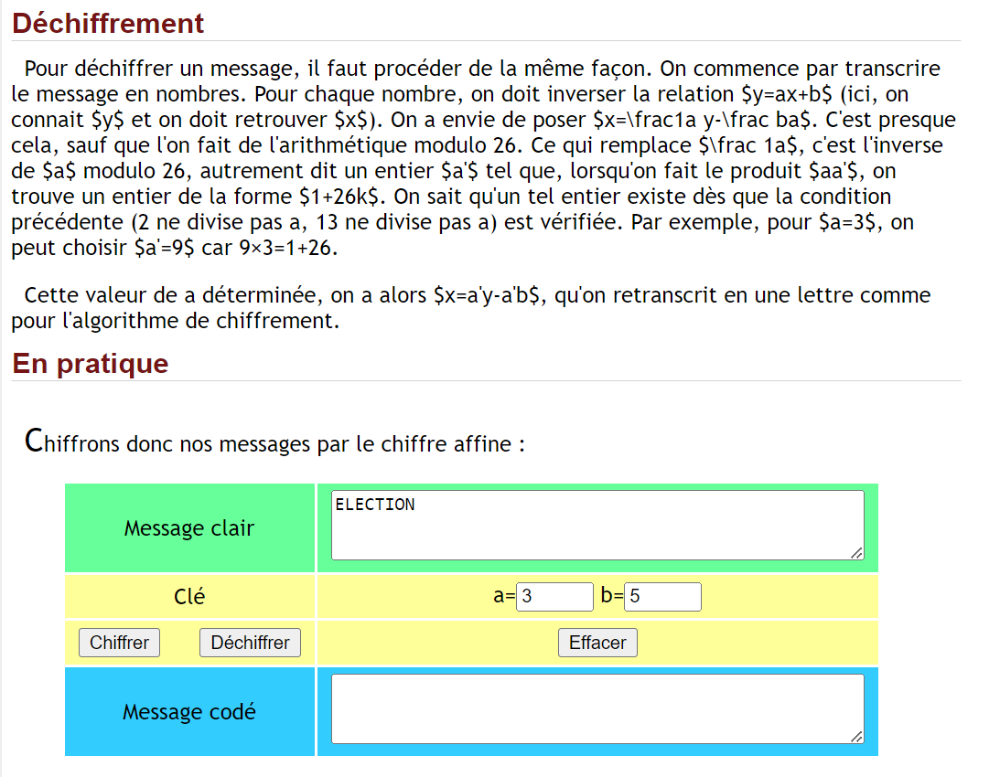 Déchiffrement
Pour déchiffrer un message, il faut procéder de la même façon. On commence par transcrire
le message en nombres. Pour chaque nombre, on doit inverser la relation $y=ax+b$ (ici, on
connait $y$ et on doit retrouver $x$). On a envie de poser $x=\frac1a y-\frac ba$. C'est presque
cela, sauf que l'on fait de l'arithmétique modulo 26. Ce qui remplace $\frac 1a$, c'est l'inverse
de $a$ modulo 26, autrement dit un entier $a'$ tel que, lorsqu'on fait le produit $aa'$, on
trouve un entier de la forme $1+26k$. On sait qu'un tel entier existe dès que la condition
précédente (2 ne divise pas a, 13 ne divise pas a) est vérifiée. Par exemple, pour $a=3$, on
peut choisir $a'=9$ car 9×3=1+26.
Cette valeur de a déterminée, on a alors $x=a'y-a'b$, qu'on retranscrit en une lettre comme
pour l'algorithme de chiffrement.
En pratique
Chiffrons donc nos messages par le chiffre affine :
Message clair
ELECTION
Clé
a= 3 b= 5
Chiffrer Déchiffrer Effacer
Message codé